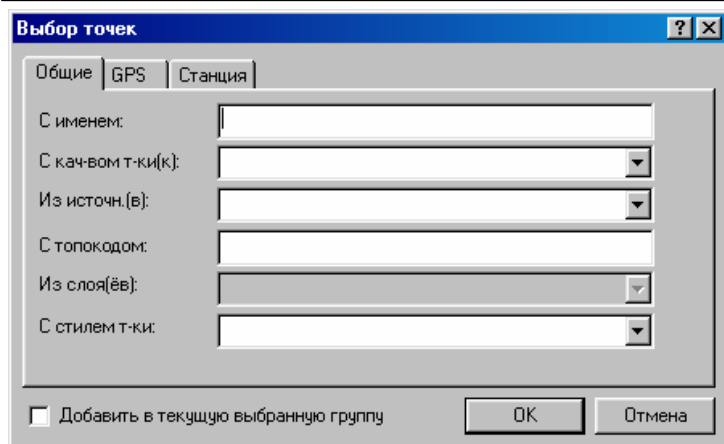 Выбор точек
Общие GPS Станция
С именем:
С кач-вом т-ки(к):
Из источн.(в):
С топокодом:
Из слоя(ёв):
С стилем т-ки:
Добавить в текущую выбранную группу OK Отмена